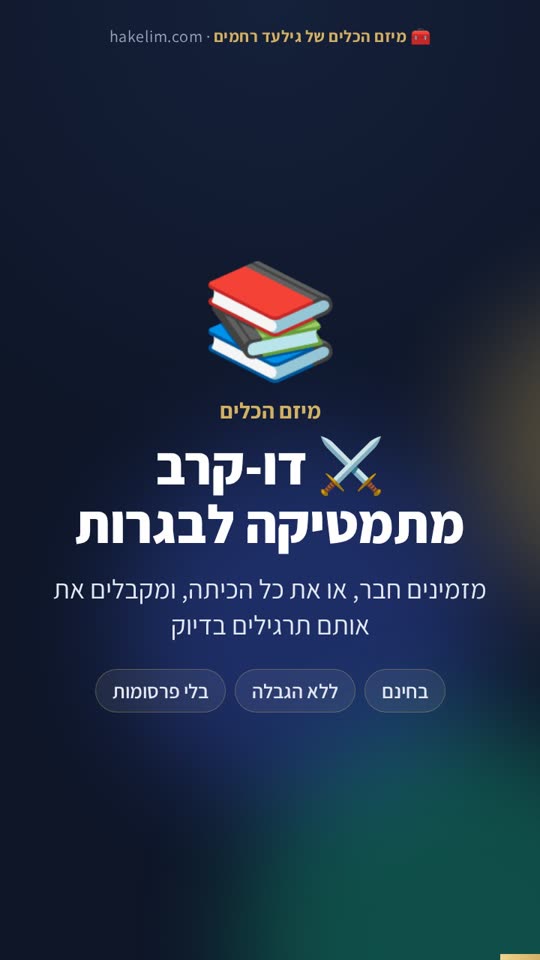 🧰 מיזם הכלים של גילעד רחמים · hakelim.com
מיזם הכלים
⚔️ דו-קרב
מתמטיקה לבגרות
מזמינים חבר, או את כל הכיתה, ומקבלים את
אותם תרגילים בדיוק
בחינם
ללא הגבלה
בלי פרסומות